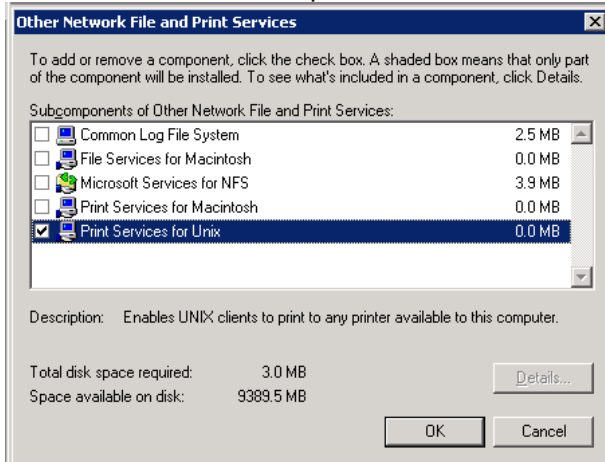 Other Network File and Print Services
To add or remove a component, click the check box. A shaded box means that only part
of the component will be installed. To see what's included in a component, click Details.
Subcomponents of Other Network File and Print Services:
Common Log File System 2.5 MB
File Services for Macintosh 0.0 MB
Microsoft Services for NFS 3.9 MB
Print Services for Macintosh 0.0 MB
Print Services for Unix 0.0 MB
Description: Enables UNIX clients to print to any printer available to this computer.
Total disk space required: 3.0 MB
Space available on disk: 9389.5 MB
Details...
OK Cancel